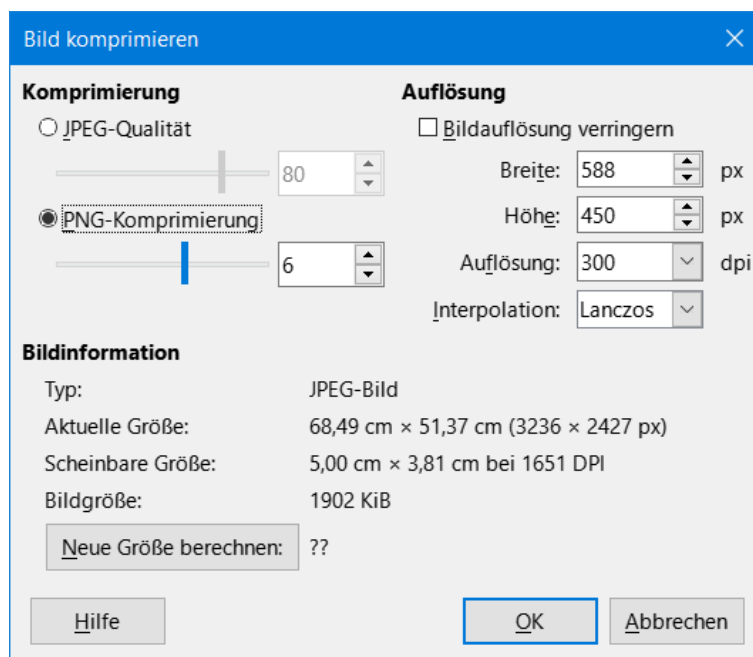 Bild komprimieren
Komprimierung
JPEG-Qualität
80
PNG-Komprimierung
6
Auflösung
Bildauflösung verringern
Breite: 588 px
Höhe: 450 px
Auflösung: 300 dpi
Interpolation: Lanczos
Bildinformation
Typ: JPEG-Bild
Aktuelle Größe: 68,49 cm × 51,37 cm (3236 × 2427 px)
Scheinbare Größe: 5,00 cm × 3,81 cm bei 1651 DPI
Bildgröße: 1902 KiB
Neue Größe berechnen: ??
Hilfe OK Abbrechen